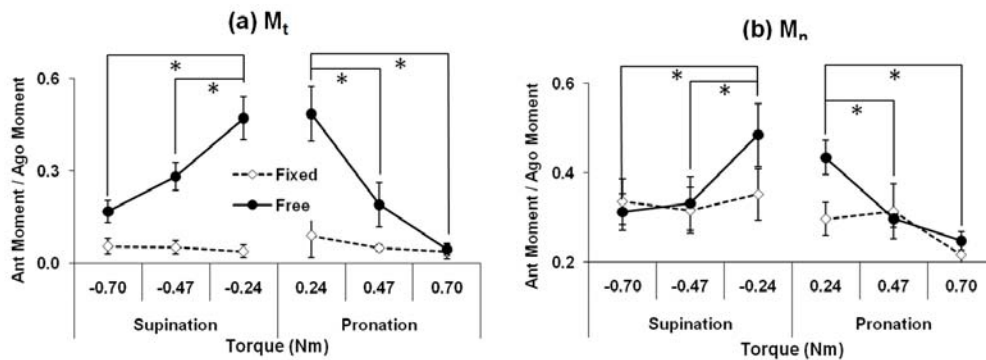 (a) Mt
Ant Moment / Ago Moment
0.6
0.3
0.0
*
*
*
*
Fixed
Free
-0.70 -0.47 -0.24 0.24 0.47 0.70
Supination Pronation
Torque (Nm)
(b) Mn
Ant Moment / Ago Moment
0.6
0.4
0.2
*
*
*
*
-0.70 -0.47 -0.24 0.24 0.47 0.70
Supination Pronation
Torque (Nm)